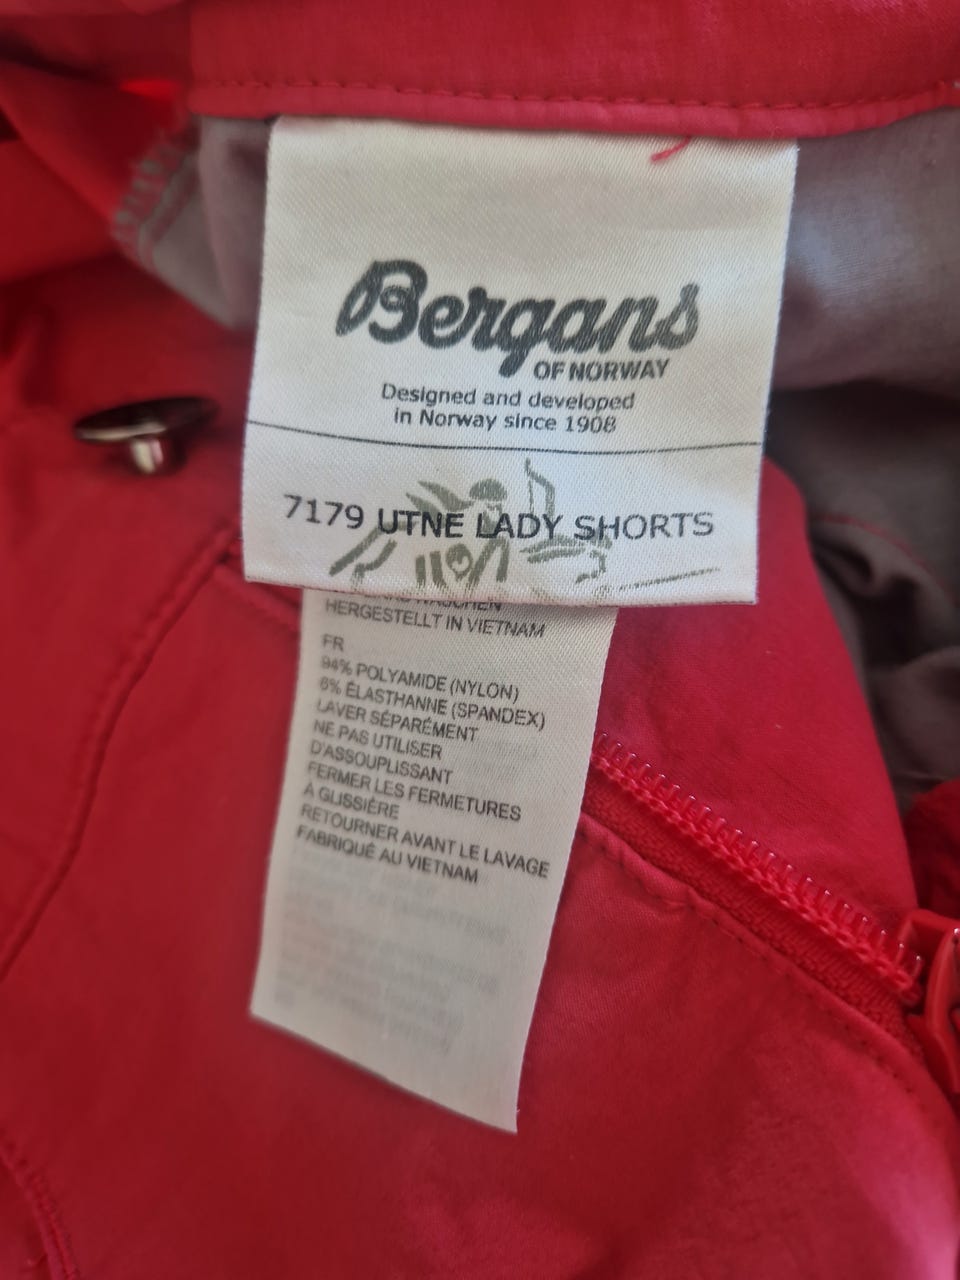 Bergans
OF NORWAY
Designed and developed
in Norway since 1908
7179 UTNE LADY SHORTS
WASCHEN
HERGESTELLT IN VIETNAM
FR
94% POLYAMIDE (NYLON)
6% ÉLASTHANNE (SPANDEX)
LAVER SÉPARÉMENT
NE PAS UTILISER
D'ASSOUPLISSANT
FERMER LES FERMETURES
À GLISSIÈRE
RETOURNER AVANT LE LAVAGE
FABRIQUÉ AU VIETNAM